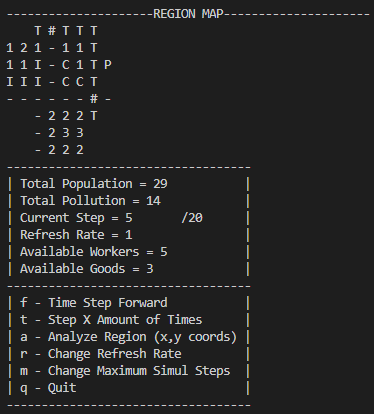 ---------------------REGION MAP---------------------
    T # T T T
1 2 1 - 1 1 T
1 1 I - C 1 T P
I I I - C C T
- - - - - - # -
    - 2 2 2 T
    - 2 3 3
    - 2 2 2
-----------------------------------
| Total Population = 29           |
| Total Pollution = 14            |
| Current Step = 5       /20      |
| Refresh Rate = 1                |
| Available Workers = 5           |
| Available Goods = 3             |
-----------------------------------
| f - Time Step Forward           |
| t - Step X Amount of Times      |
| a - Analyze Region (x,y coords) |
| r - Change Refresh Rate         |
| m - Change Maximum Simul Steps  |
| q - Quit                        |
-----------------------------------